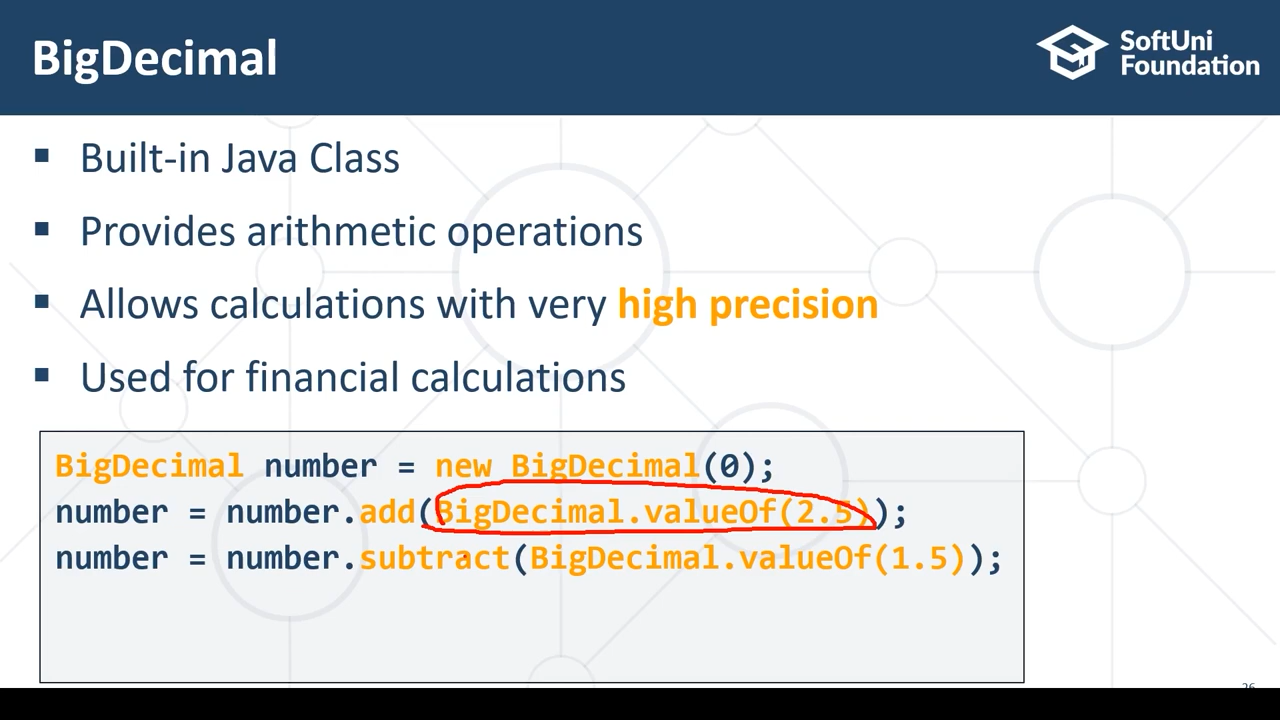 BigDecimal
SoftUni
Foundation
▪ Built-in Java Class
▪ Provides arithmetic operations
▪ Allows calculations with very high precision
▪ Used for financial calculations
BigDecimal number = new BigDecimal(0);
number = number.add(BigDecimal.valueOf(2.5));
number = number.subtract(BigDecimal.valueOf(1.5));
26